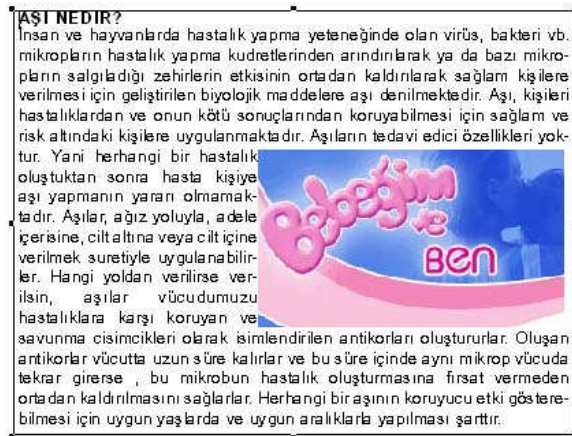 AŞI NEDİR?
İnsan ve hayvanlarda hastalık yapma yeteneğinde olan virüs, bakteri vb.
mikropların hastalık yapma kudretlerinden arındırılarak ya da bazı mikro-
pların salgıladığı zehirlerin etkisinin ortadan kaldırılarak sağlam kişilere
verilmesi için geliştirilen biyolojik maddelere aşı denilmektedir. Aşı, kişileri
hastalıklardan ve onun kötü sonuçlarından koruyabilmesi için sağlam ve
risk altındaki kişilere uygulanmaktadır. Aşıların tedavi edici özellikleri yok-
tur. Yani herhangi bir hastalık
oluştuktan sonra hasta kişiye
aşı yapmanın yararı olmamak-
tadır. Aşılar, ağız yoluyla, adele
içerisine, cilt altına veya cilt içine
verilmek suretiyle uygulanabilir-
ler. Hangi yoldan verilirse ver-
ilsin, aşılar vücudumuzu
hastalıklara karşı koruyan ve
Bebeğim
ve
Ben
savunma cisimcikleri olarak isimlendirilen antikorları oluştururlar. Oluşan
antikorlar vücutta uzun süre kalırlar ve bu süre içinde aynı mikrop vücuda
tekrar girerse , bu mikrobun hastalık oluşturmasına fırsat vermeden
ortadan kaldırılmasını sağlarlar. Herhangi bir aşının koruyucu etki göstere-
bilmesi için uygun yaşlarda ve uygun aralıklarla yapılması şarttır.